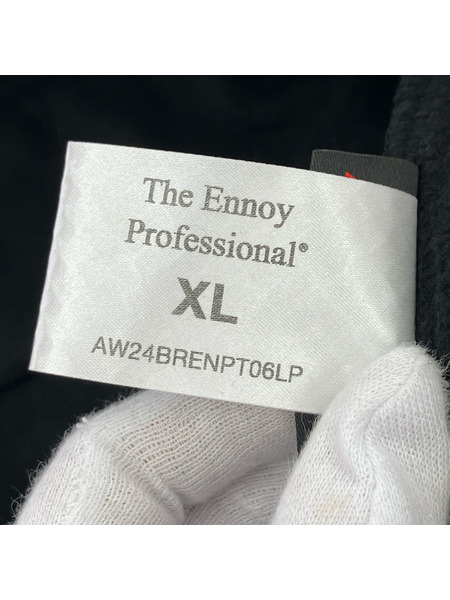 The Ennoy
Professional®
XL
AW24BRENPT06LP